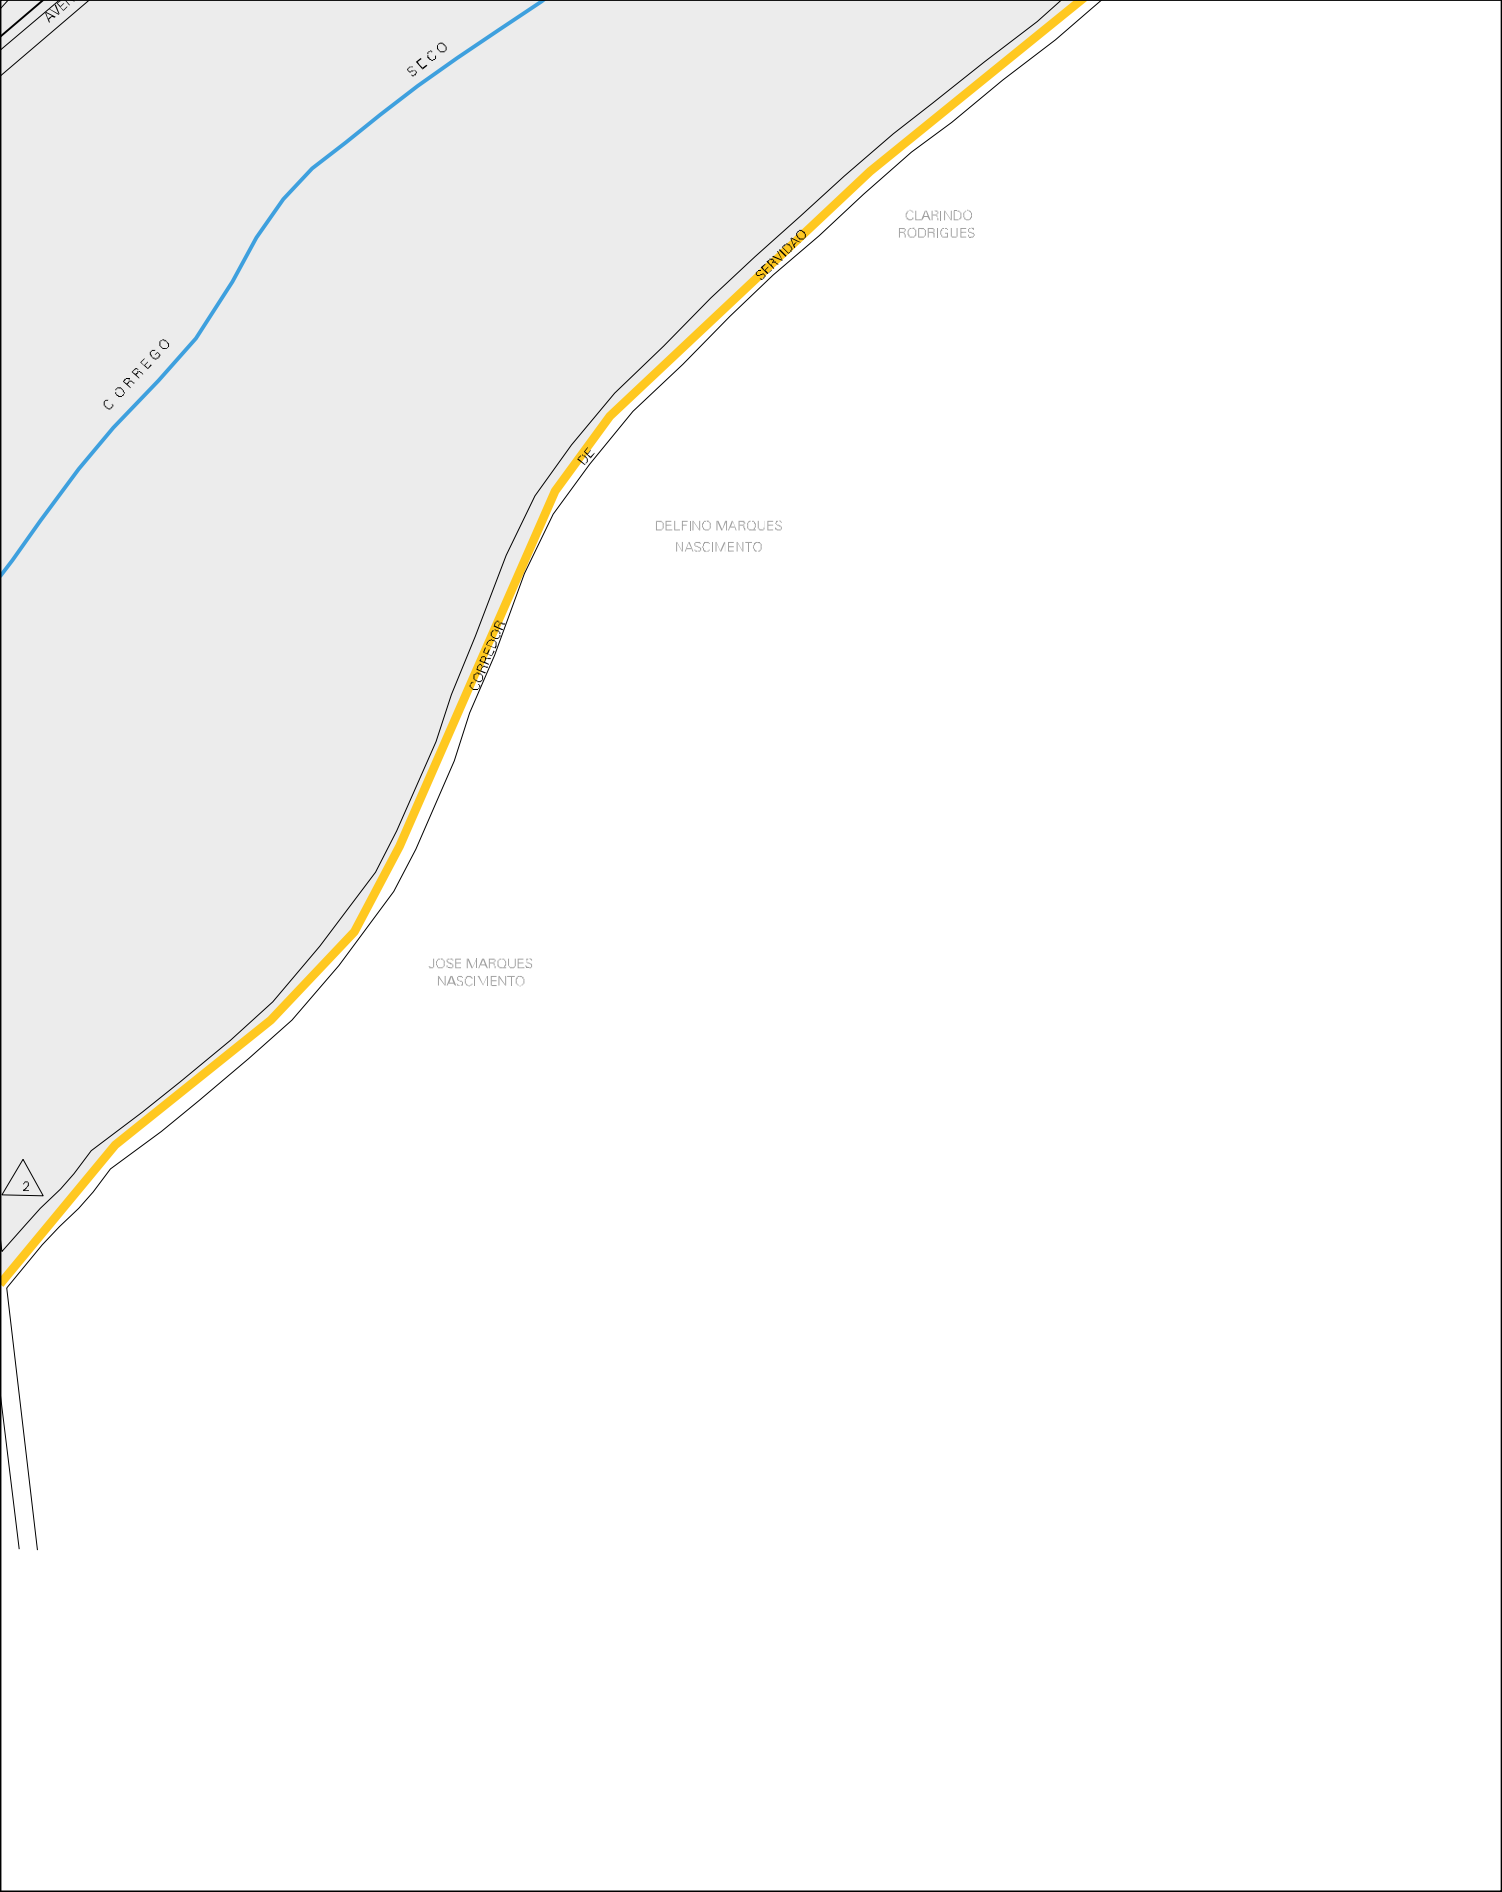 SECO
CLARINDO
RODRIGUES
SERVIDAO
CORREGO
DE
DELFINO MARQUES
NASCIMENTO
CORREDOR
JOSE MARQUES
NASCIMENTO
2